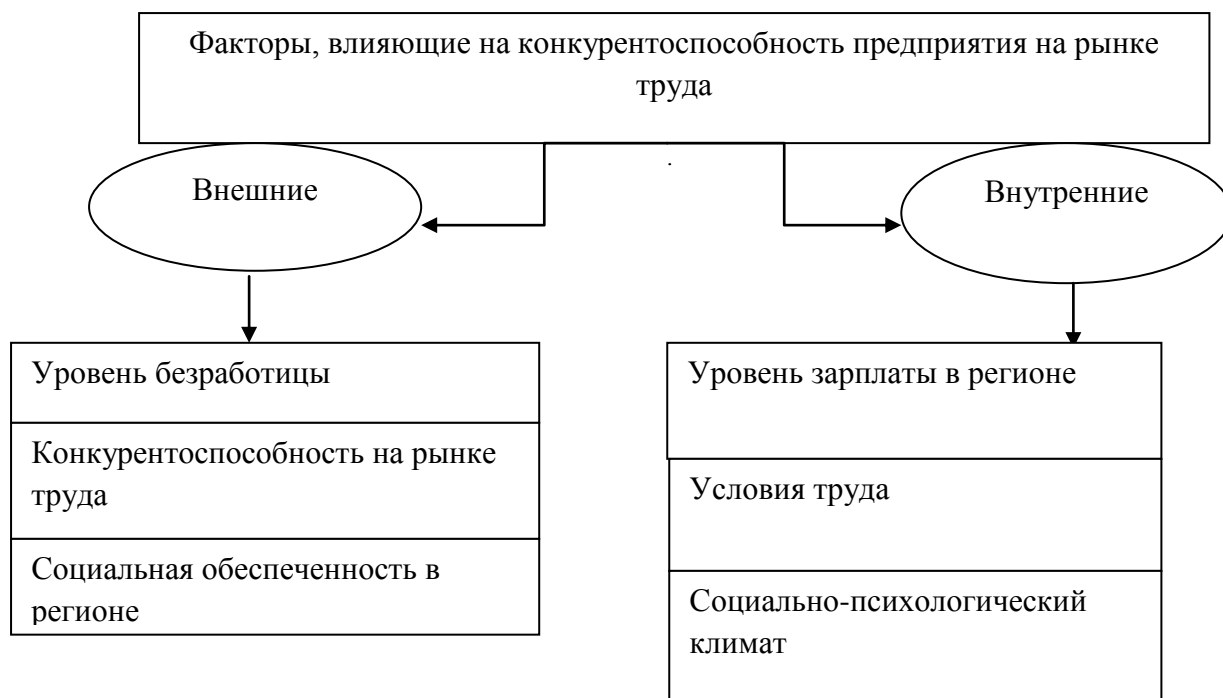 Факторы, влияющие на конкурентоспособность предприятия на рынке
труда
Внешние
Внутренние
Уровень безработицы
Конкурентоспособность на рынке
труда
Социальная обеспеченность в
регионе
Уровень зарплаты в регионе
Условия труда
Социально-психологический
климат